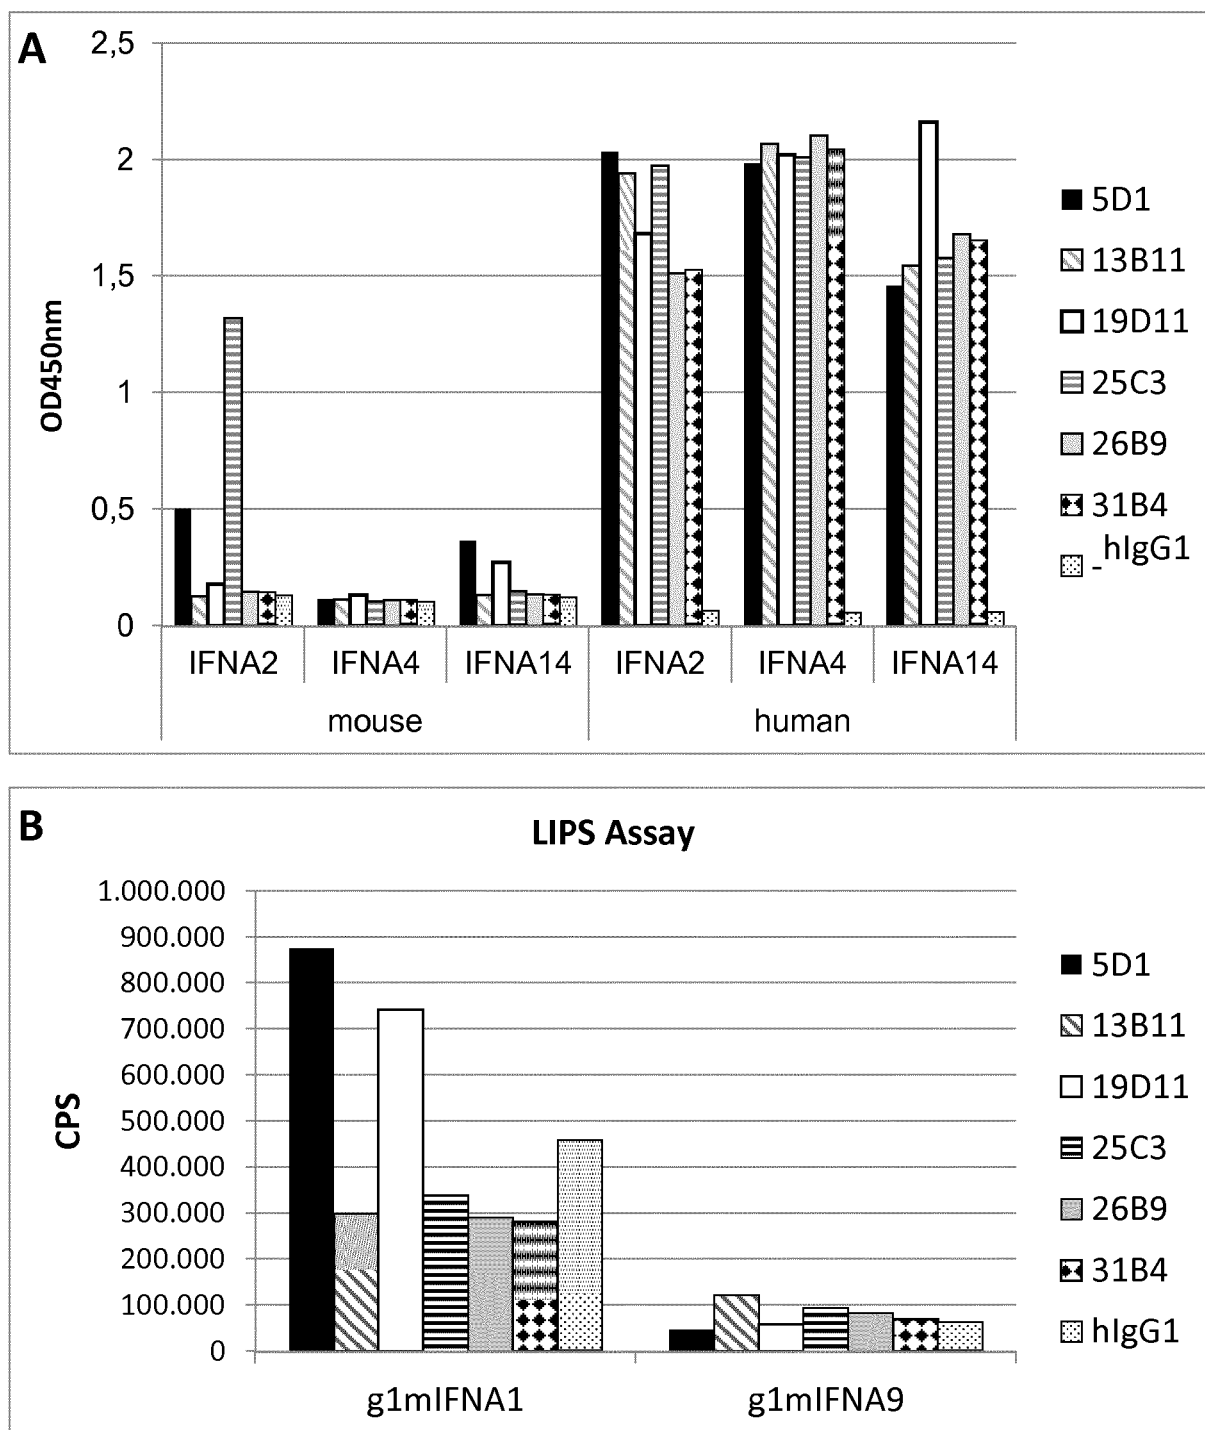 A
2,5
2
1,5
1
0,5
0
OD450nm
IFNA2 IFNA4 IFNA14 IFNA2 IFNA4 IFNA14
mouse human
5D1
13B11
19D11
25C3
26B9
31B4
-hIgG1
B
LIPS Assay
1.000.000
900.000
800.000
700.000
600.000
500.000
400.000
300.000
200.000
100.000
0
CPS
g1mIFNA1 g1mIFNA9
5D1
13B11
19D11
25C3
26B9
31B4
hIgG1